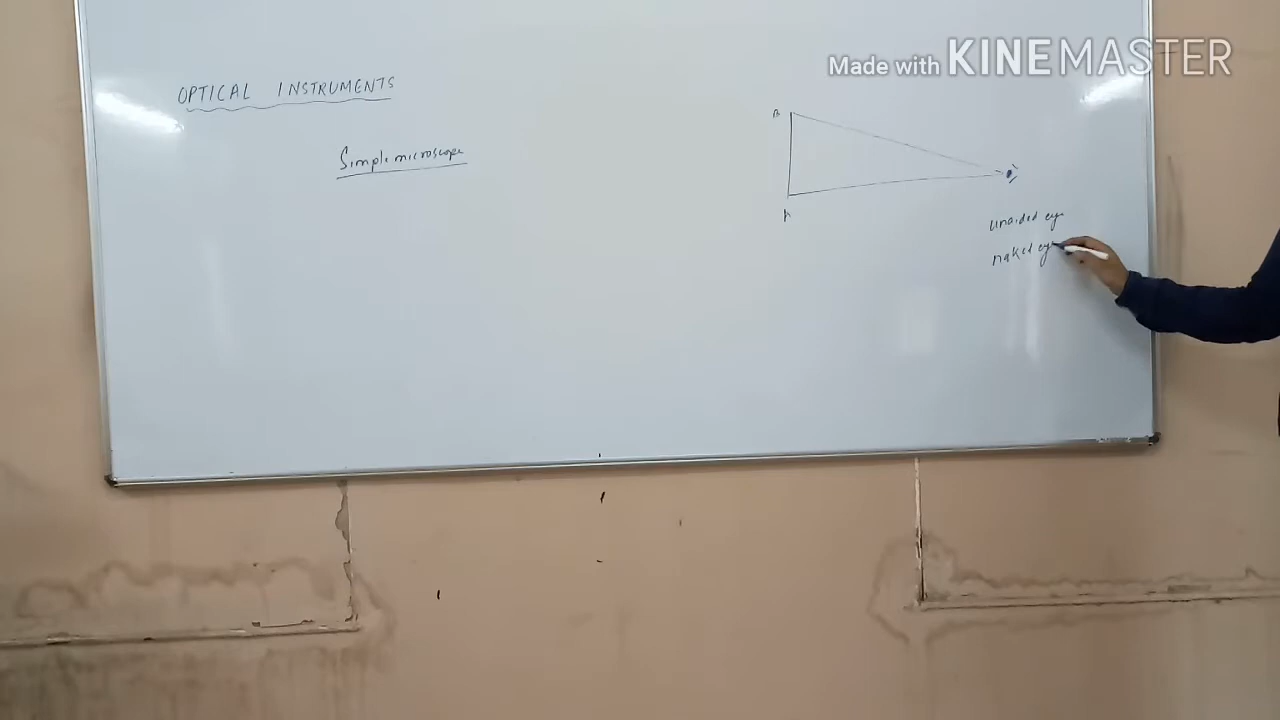 Made with KINEMASTER
OPTICAL INSTRUMENTS
Simple microscope
B
A
unaided eye
naked eye